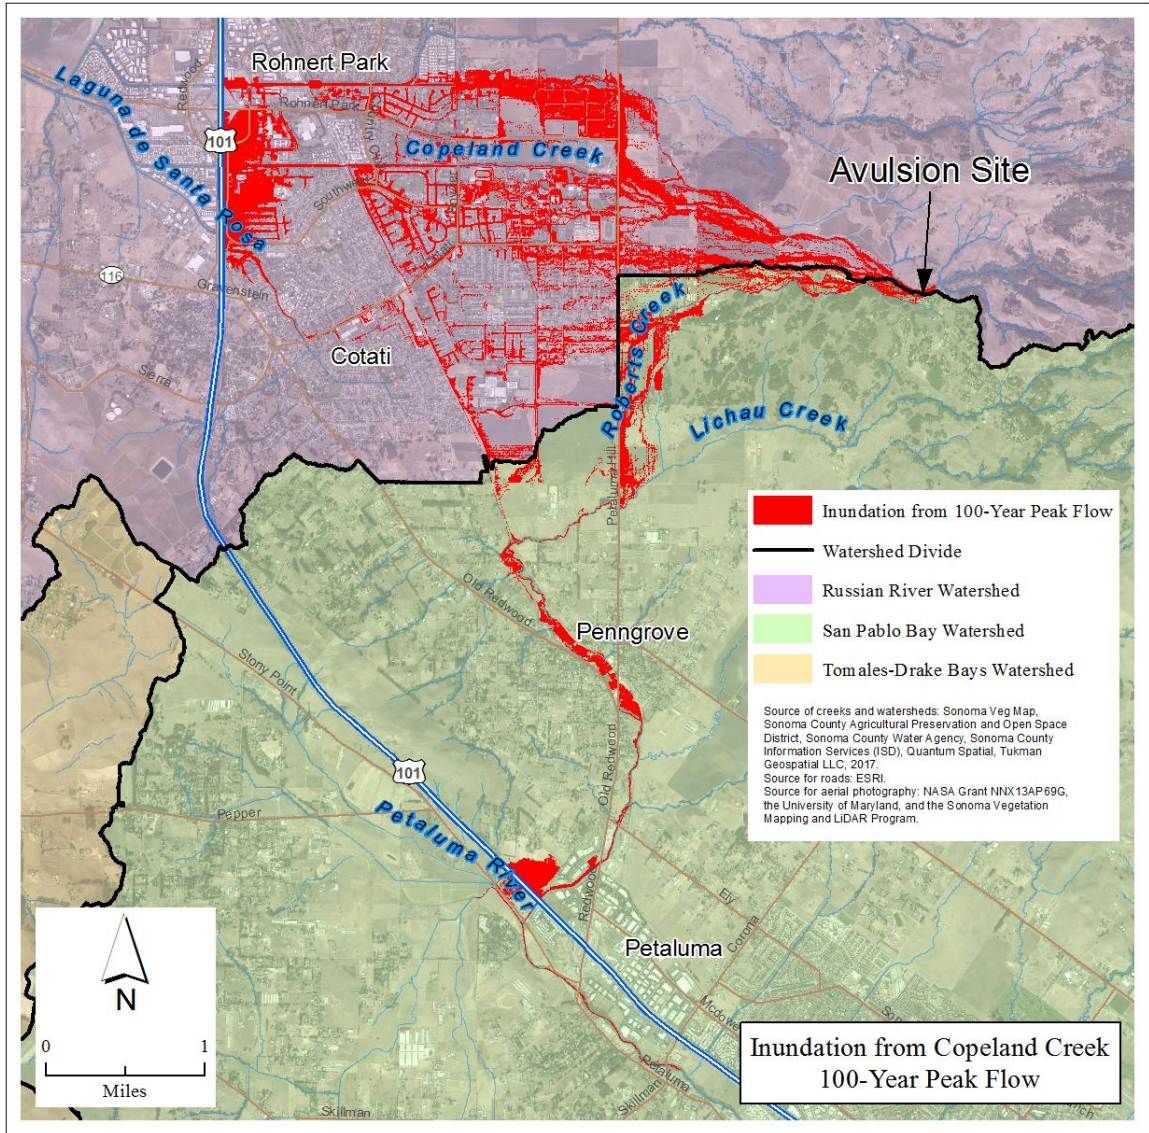 Rohnert Park
Laguna de Santa Rosa
Redwood
101
Rohnert Park
Copeland Creek
Avulsion Site
Southwest
116
Gravenstein
Roberts Creek
Cotati
Sierra
Lichau Creek
Petaluma Hill
Inundation from 100-Year Peak Flow
Watershed Divide
Russian River Watershed
San Pablo Bay Watershed
Tomales-Drake Bays Watershed
Source of creeks and watersheds: Sonoma Veg Map,
Sonoma County Agricultural Preservation and Open Space
District, Sonoma County Water Agency, Sonoma County
Information Services (ISD), Quantum Spatial, Tukman
Geospatial LLC, 2017.
Source for roads: ESRI.
Source for aerial photography: NASA Grant NNX13AP69G,
the University of Maryland, and the Sonoma Vegetation
Mapping and LiDAR Program.
Old Redwood
Penngrove
Stony Point
Old Redwood
101
Pepper
Petaluma River
Redwood
Ely
Corona
Petaluma
N
0 1
Miles
Petaluma
Skillman
Skillman
Inundation from Copeland Creek
100-Year Peak Flow